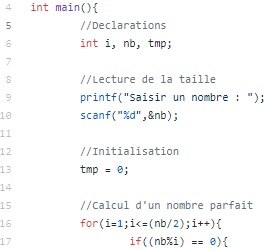 4 int main(){
5 //Declarations
6 int i, nb, tmp;
7
8 //Lecture de la taille
9 printf("Saisir un nombre : ");
10 scanf("%d",&nb);
11
12 //Initialisation
13 tmp = 0;
14
15 //Calcul d'un nombre parfait
16 for(i=1;i<=(nb/2);i++){
17 if((nb%i) == 0){